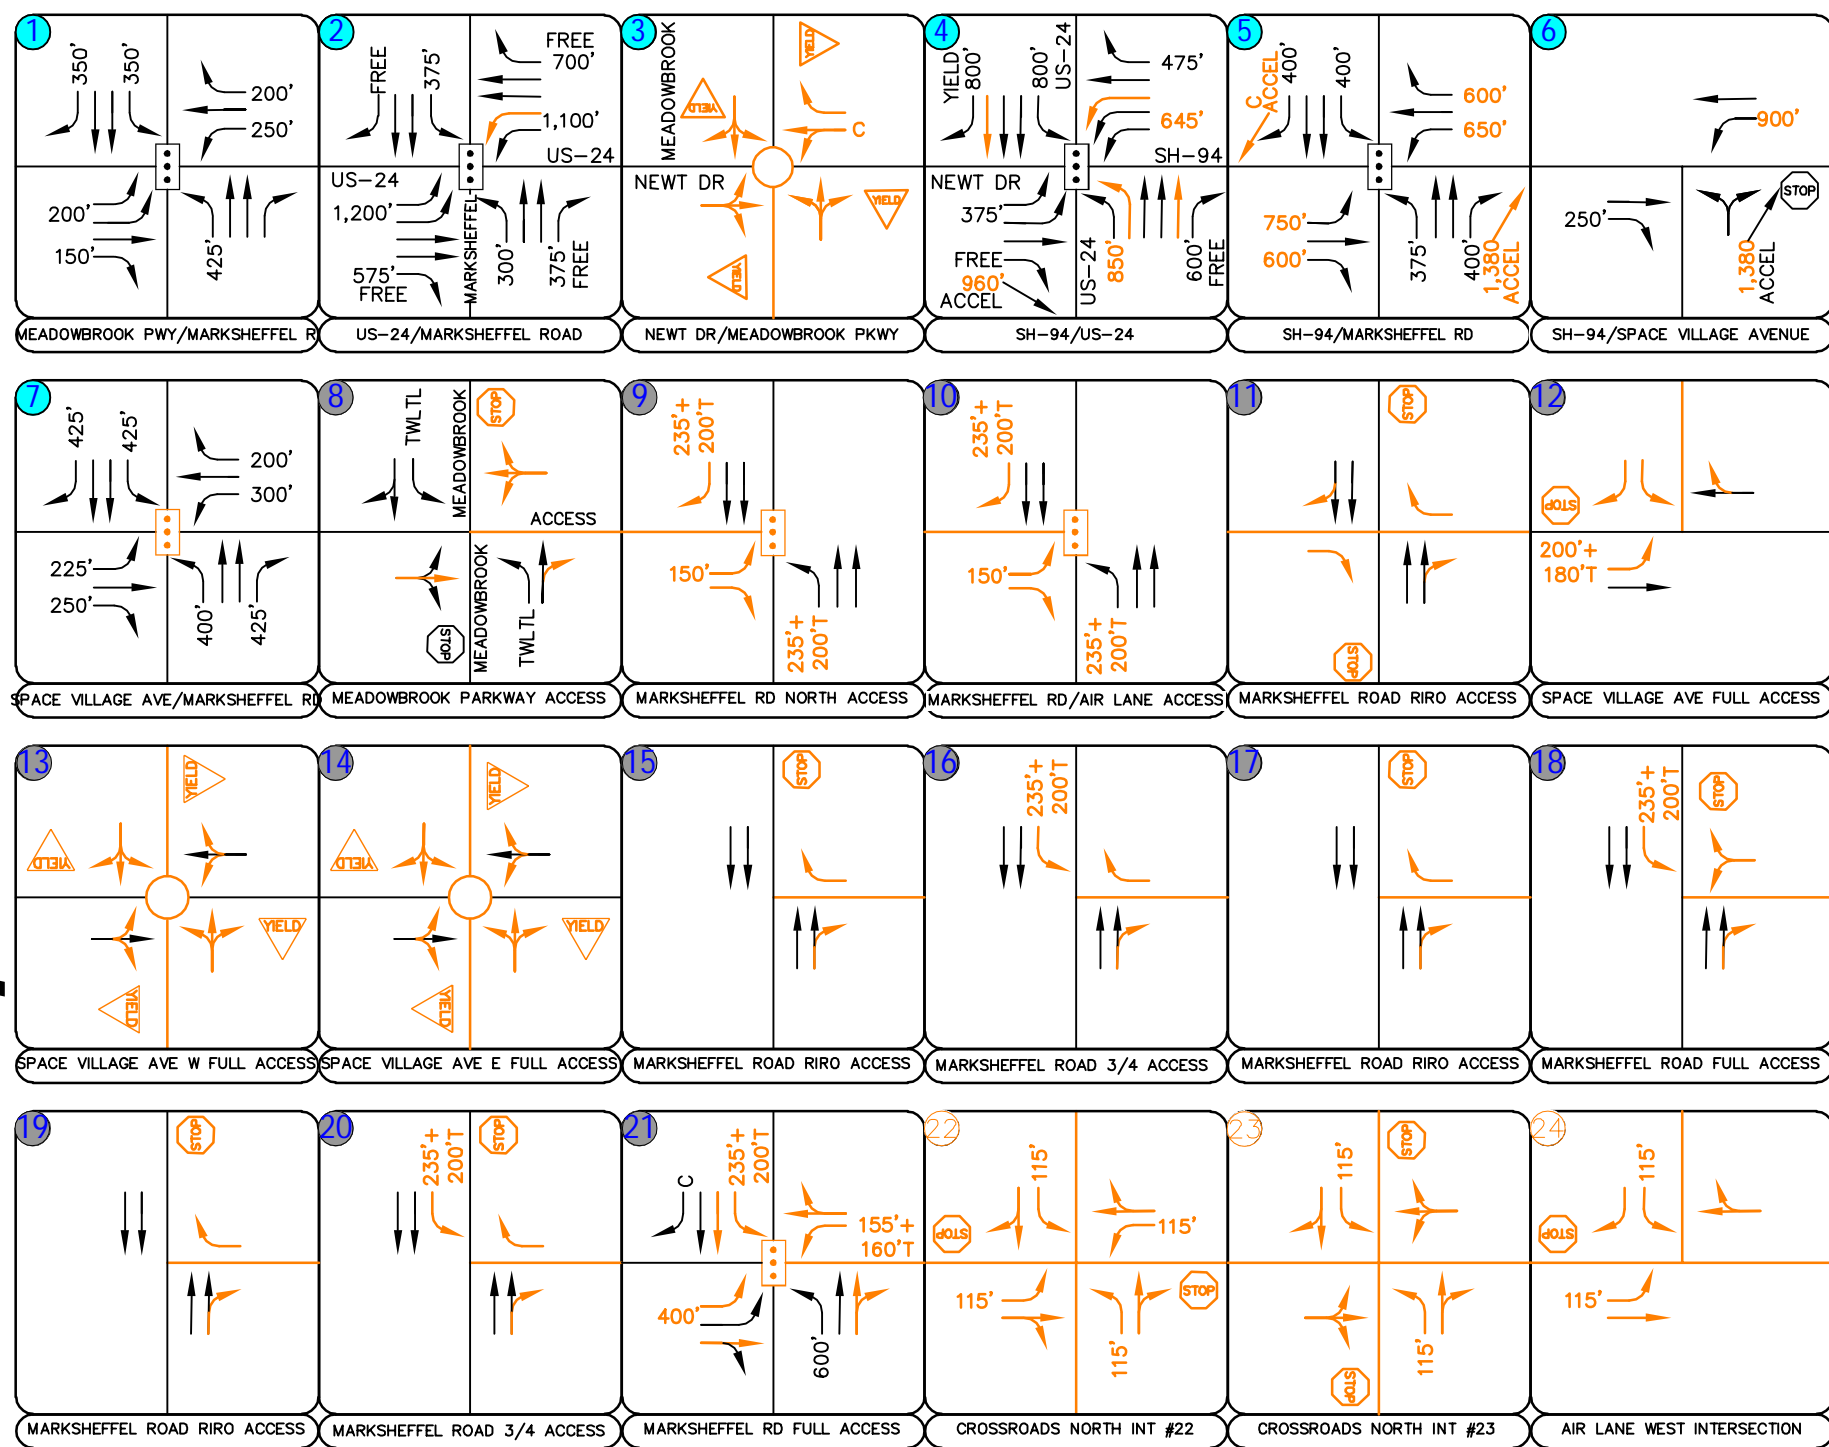 1
350'
350'
200'
250'
200'
150'
425'
MEADOWBROOK PWY/MARKSHEFFEL R
2
FREE
375'
FREE
700'
1,100'
US-24
US-24
1,200'
575'
FREE
MARKSHEFFEL
300'
375'
FREE
US-24/MARKSHEFFEL ROAD
3
MEADOWBROOK
YIELD
YIELD
C
NEWT DR
YIELD
YIELD
NEWT DR/MEADOWBROOK PKWY
4
YIELD
800'
800'
US-24
475'
645'
SH-94
NEWT DR
375'
FREE
960'
ACCEL
US-24
850'
600'
FREE
SH-94/US-24
5
C
ACCEL
400'
400'
600'
650'
750'
600'
375'
400'
1,380
ACCEL
SH-94/MARKSHEFFEL RD
6
900'
250'
STOP
1,380
ACCEL
SH-94/SPACE VILLAGE AVENUE
7
425'
425'
200'
300'
225'
250'
400'
425'
SPACE VILLAGE AVE/MARKSHEFFEL RD
8
TWLTL
MEADOWBROOK
STOP
ACCESS
STOP
MEADOWBROOK
TWLTL
MEADOWBROOK PARKWAY ACCESS
9
235'+
200'T
150'
235'+
200'T
MARKSHEFFEL RD NORTH ACCESS
10
235'+
200'T
150'
235'+
200'T
MARKSHEFFEL RD/AIR LANE ACCESS
11
STOP
STOP
MARKSHEFFEL ROAD RIRO ACCESS
12
STOP
200'+
180'T
SPACE VILLAGE AVE FULL ACCESS
13
YIELD
YIELD
YIELD
YIELD
SPACE VILLAGE AVE W FULL ACCESS
14
YIELD
YIELD
YIELD
YIELD
SPACE VILLAGE AVE E FULL ACCESS
15
STOP
MARKSHEFFEL ROAD RIRO ACCESS
16
235'+
200'T
MARKSHEFFEL ROAD 3/4 ACCESS
17
STOP
MARKSHEFFEL ROAD RIRO ACCESS
18
235'+
200'T
STOP
MARKSHEFFEL ROAD FULL ACCESS
19
STOP
MARKSHEFFEL ROAD RIRO ACCESS
20
235'+
200'T
STOP
MARKSHEFFEL ROAD 3/4 ACCESS
21
C
235'+
200'T
155'+
160'T
400'
600'
MARKSHEFFEL RD FULL ACCESS
22
115'
STOP
115'
115'
STOP
115'
CROSSROADS NORTH INT #22
23
115'
STOP
STOP
115'
CROSSROADS NORTH INT #23
24
115'
STOP
115'
AIR LANE WEST INTERSECTION